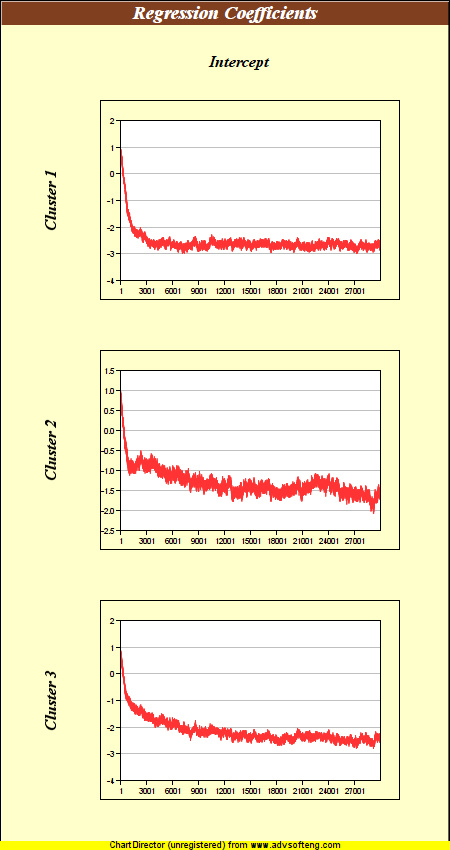 Regression Coefficients
Intercept
Cluster 1
2
1
0
-1
-2
-3
-4
1 3001 6001 9001 12001 15001 18001 21001 24001 27001
Cluster 2
1.5
1.0
0.5
0.0
-0.5
-1.0
-1.5
-2.0
-2.5
1 3001 6001 9001 12001 15001 18001 21001 24001 27001
Cluster 3
2
1
0
-1
-2
-3
-4
1 3001 6001 9001 12001 15001 18001 21001 24001 27001
ChartDirector (unregistered) from www.advsofteng.com